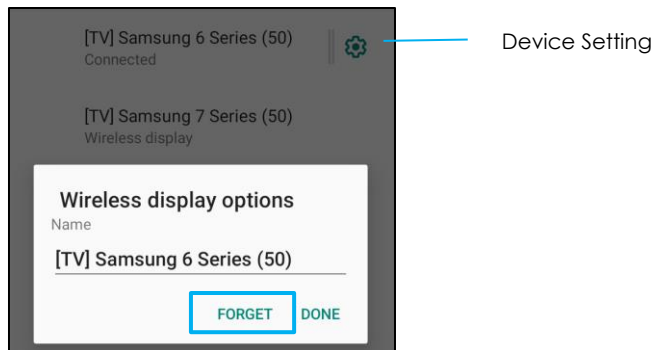 [TV] Samsung 6 Series (50)
Connected
Device Setting
[TV] Samsung 7 Series (50)
Wireless display
Wireless display options
Name
[TV] Samsung 6 Series (50)
FORGET DONE